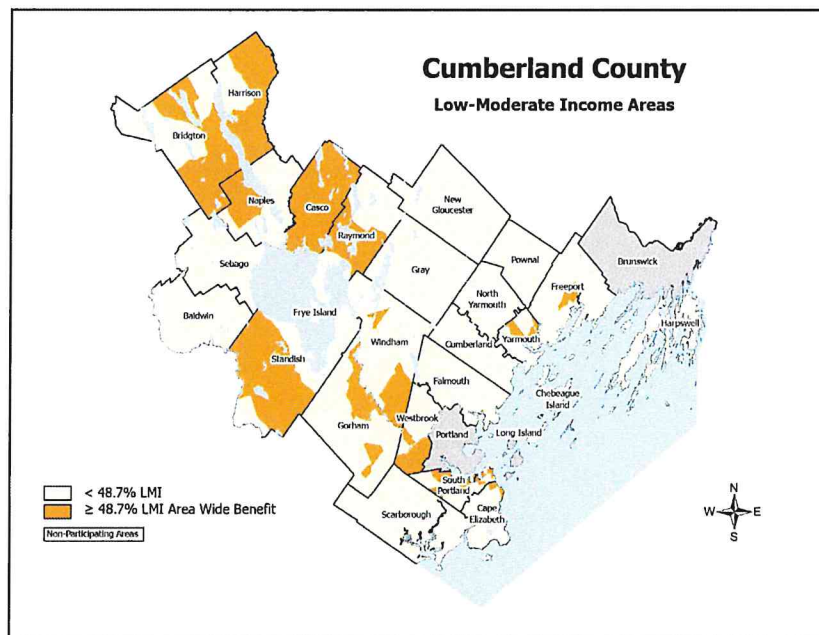 Cumberland County
Low-Moderate Income Areas
Harrison
Bridgton
Naples
Casco
Raymond
New
Gloucester
Sebago
Gray
Pownal
Brunswick
Baldwin
Frye Island
North
Yarmouth
Freeport
Harpswell
Standish
Windham
Cumberland
Yarmouth
Falmouth
Chebeague
Island
Gorham
Westbrook
Portland
Long Island
South
Portland
Scarborough
Cape
Elizabeth
< 48.7% LMI
≥ 48.7% LMI Area Wide Benefit
Non-Participating Areas
N
W
E
S